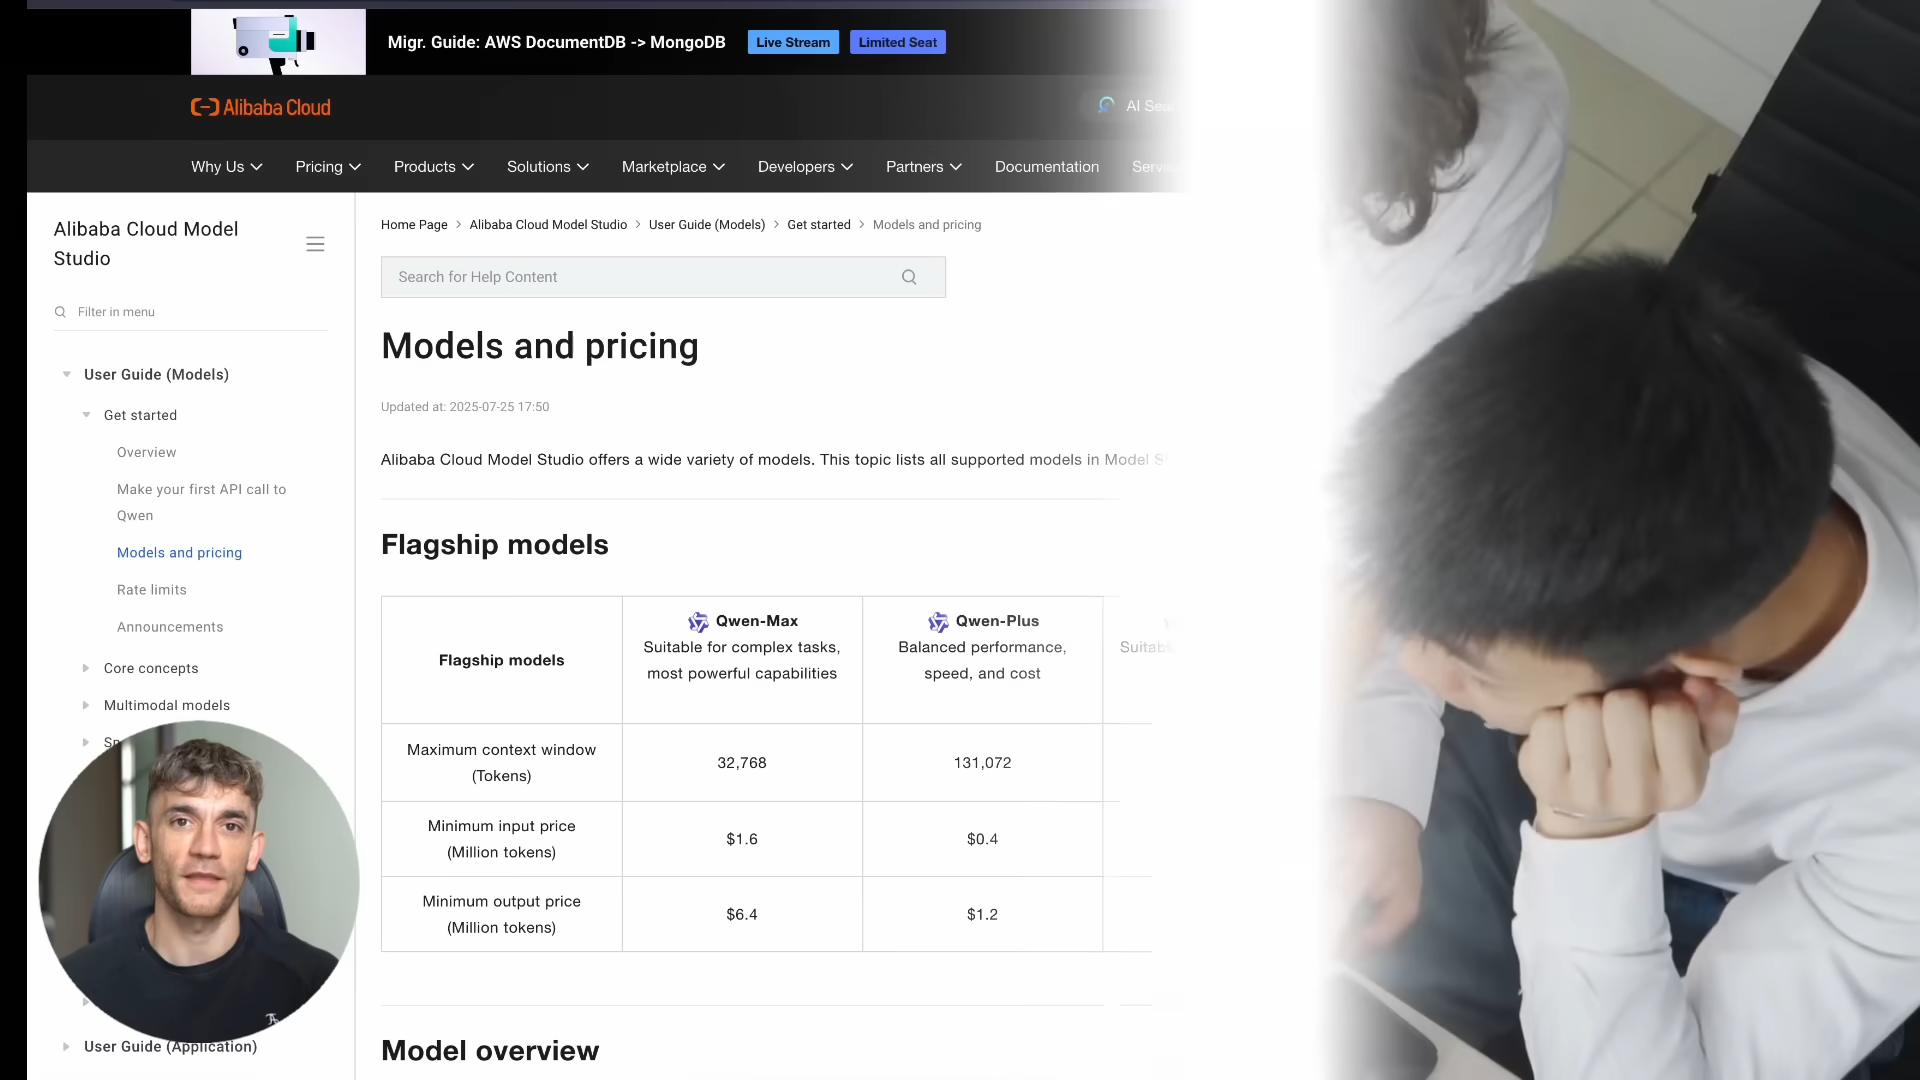 Migr. Guide: AWS DocumentDB -> MongoDB
Live Stream
Limited Seat
Alibaba Cloud
AI
Why Us
Pricing
Products
Solutions
Marketplace
Developers
Partners
Documentation
Alibaba Cloud Model
Studio
Filter in menu
User Guide (Models)
Get started
Overview
Make your first API call to
Qwen
Models and pricing
Rate limits
Announcements
Core concepts
Multimodal models
User Guide (Application)
Home Page > Alibaba Cloud Model Studio > User Guide (Models) > Get started > Models and pricing
Search for Help Content
Models and pricing
Updated at: 2025-07-25 17:50
Alibaba Cloud Model Studio offers a wide variety of models. This topic lists all supported models in Model
Flagship models
Flagship models
Qwen-Max
Suitable for complex tasks,
most powerful capabilities
Qwen-Plus
Balanced performance,
speed, and cost
Maximum context window
(Tokens)
32,768
131,072
Minimum input price
(Million tokens)
$1.6
$0.4
Minimum output price
(Million tokens)
$6.4
$1.2
Model overview